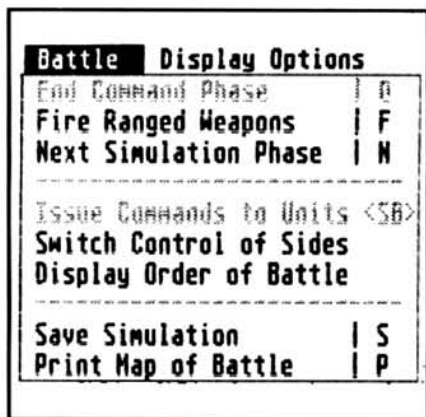 Battle Display Options
End Command Phase | Q
Fire Ranged Weapons | F
Next Simulation Phase | N
Issue Commands to Units <SB>
Switch Control of Sides
Display Order of Battle
Save Simulation | S
Print Map of Battle | P